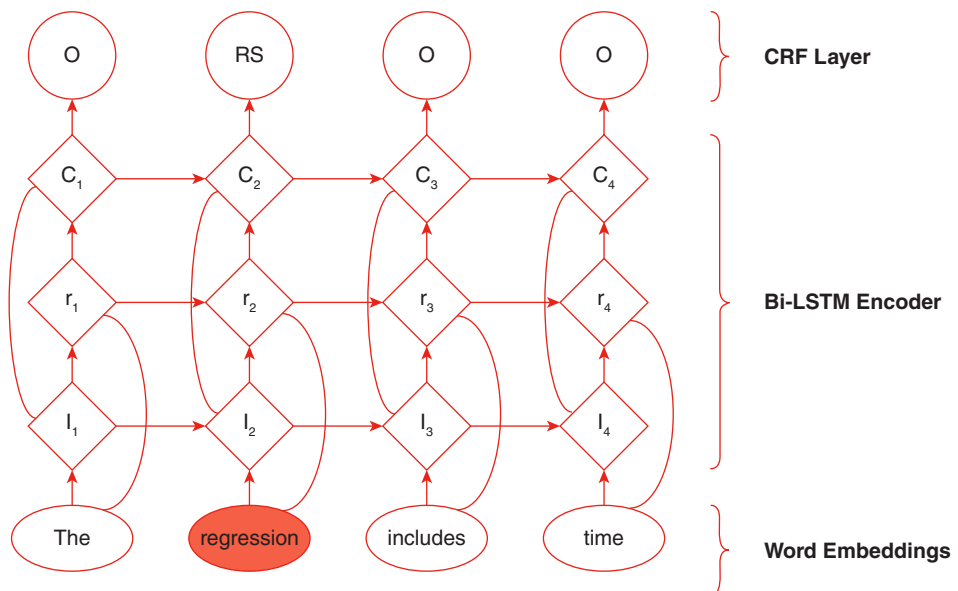 O RS O O CRF Layer
C₁ C₂ C₃ C₄
r₁ r₂ r₃ r₄ Bi-LSTM Encoder
l₁ l₂ l₃ l₄
The regression includes time Word Embeddings